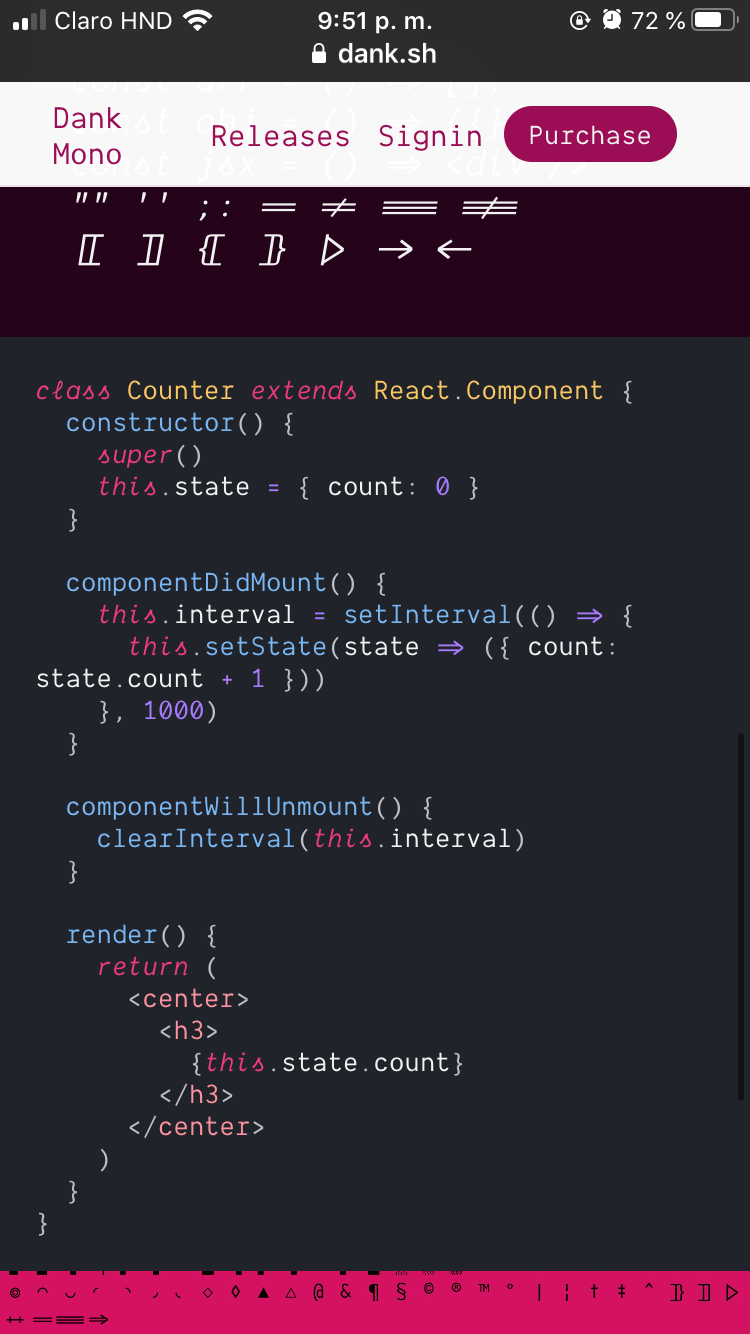 Claro HND 9:51 p. m. 72 %
dank.sh
Dank Mono Releases Signin Purchase
"" '' ;: == ≠ ≡ ≢
⟦ ⟧ ⦃ ⦄ ▷ → ←
class Counter extends React.Component {
constructor() {
super()
this.state = { count: 0 }
}
componentDidMount() {
this.interval = setInterval(() ⇒ {
this.setState(state ⇒ ({ count:
state.count + 1 }))
}, 1000)
}
componentWillUnmount() {
clearInterval(this.interval)
}
render() {
return (
<center>
<h3>
{this.state.count}
</h3>
</center>
)
}
}
◇ ◊ ▲ △ @ & ¶ § © ® ™ ° | ¦ † ‡ ^ ⦄ ⟧ ▷